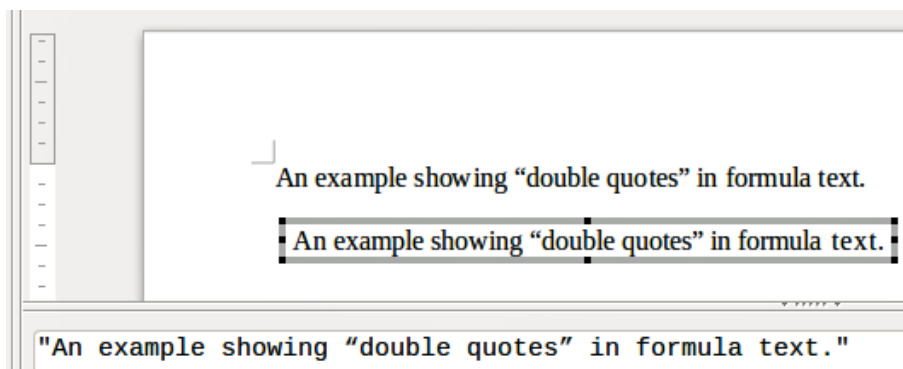 An example showing “double quotes” in formula text.
An example showing “double quotes” in formula text.
"An example showing “double quotes” in formula text."